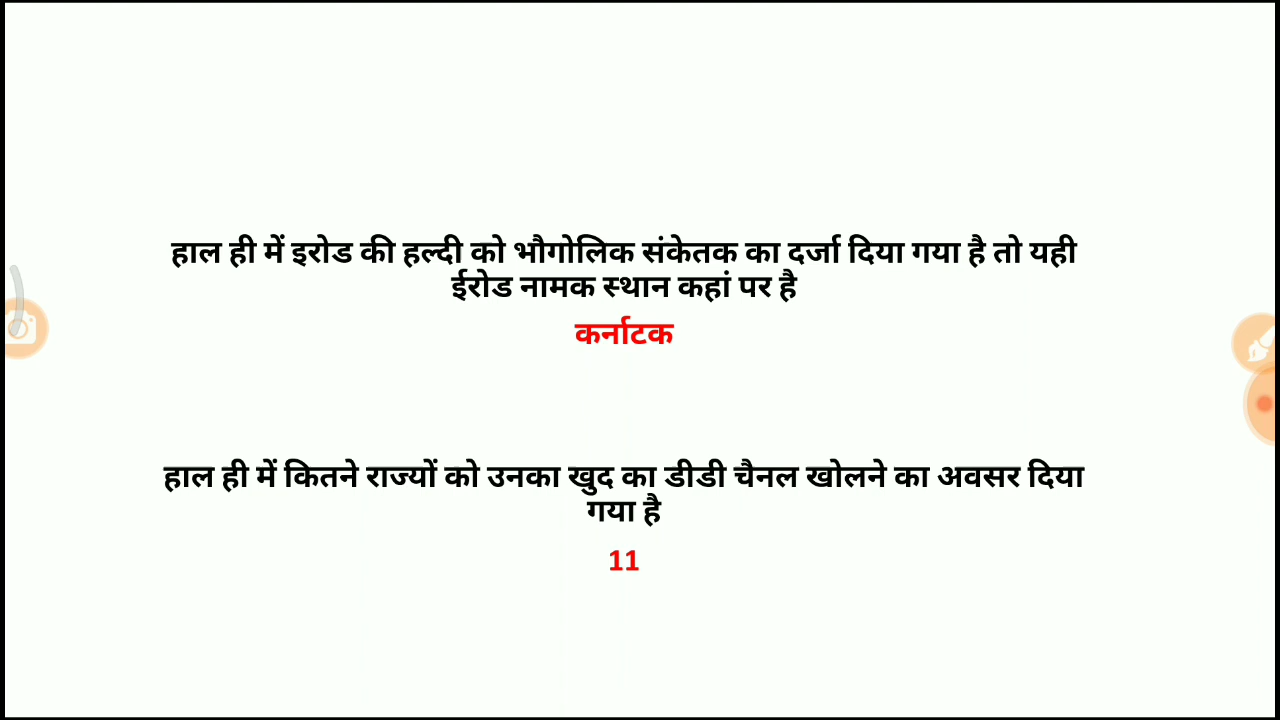 हाल ही में इरोड की हल्दी को भौगोलिक संकेतक का दर्जा दिया गया है तो यही
ईरोड नामक स्थान कहां पर है
कर्नाटक
हाल ही में कितने राज्यों को उनका खुद का डीडी चैनल खोलने का अवसर दिया
गया है
11